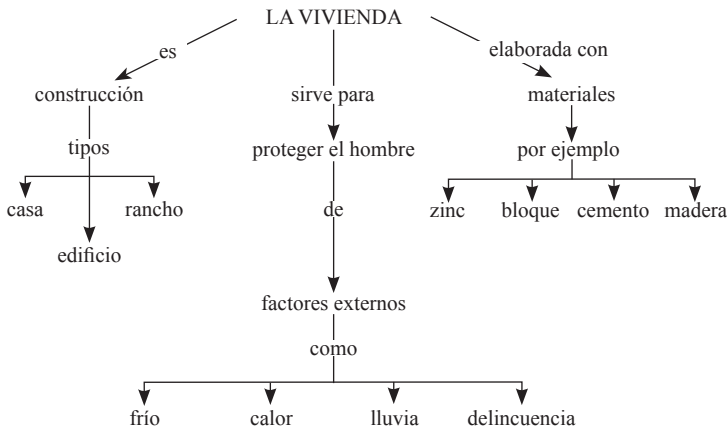 LA VIVIENDA
es
elaborada con
construcción
sirve para
materiales
tipos
proteger el hombre
por ejemplo
casa
rancho
de
zinc
bloque
cemento
madera
edificio
factores externos
como
frío
calor
lluvia
delincuencia